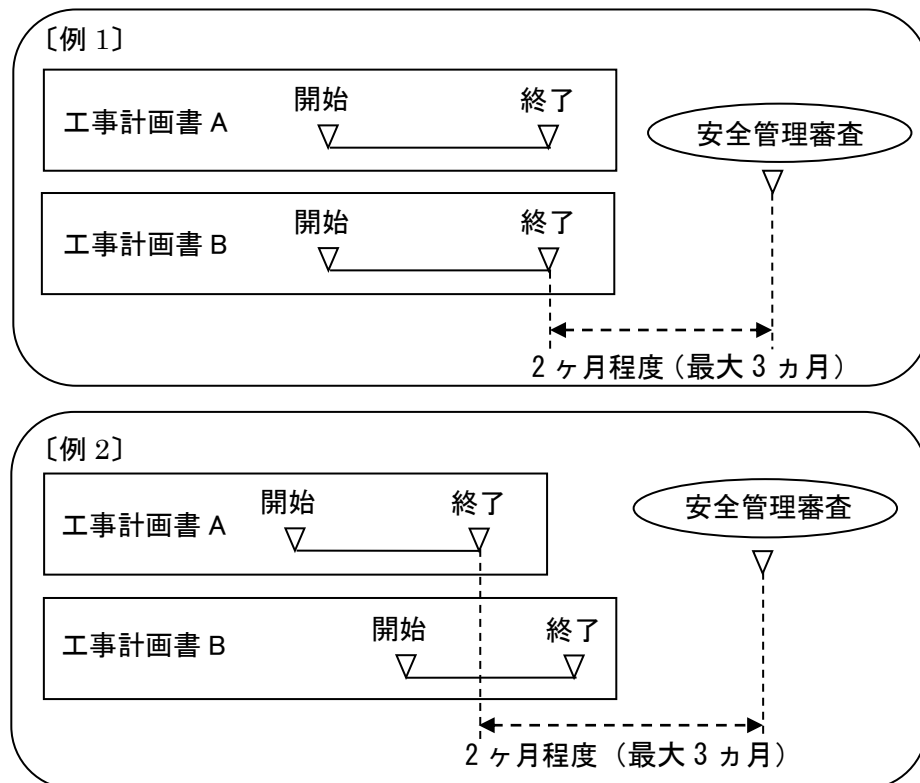 〔例 1〕
開始 終了
工事計画書 A
安全管理審査
開始 終了
工事計画書 B
2 ヶ月程度（最大 3 ヵ月）
〔例 2〕
開始 終了
工事計画書 A
安全管理審査
開始 終了
工事計画書 B
2 ヶ月程度（最大 3 ヵ月）